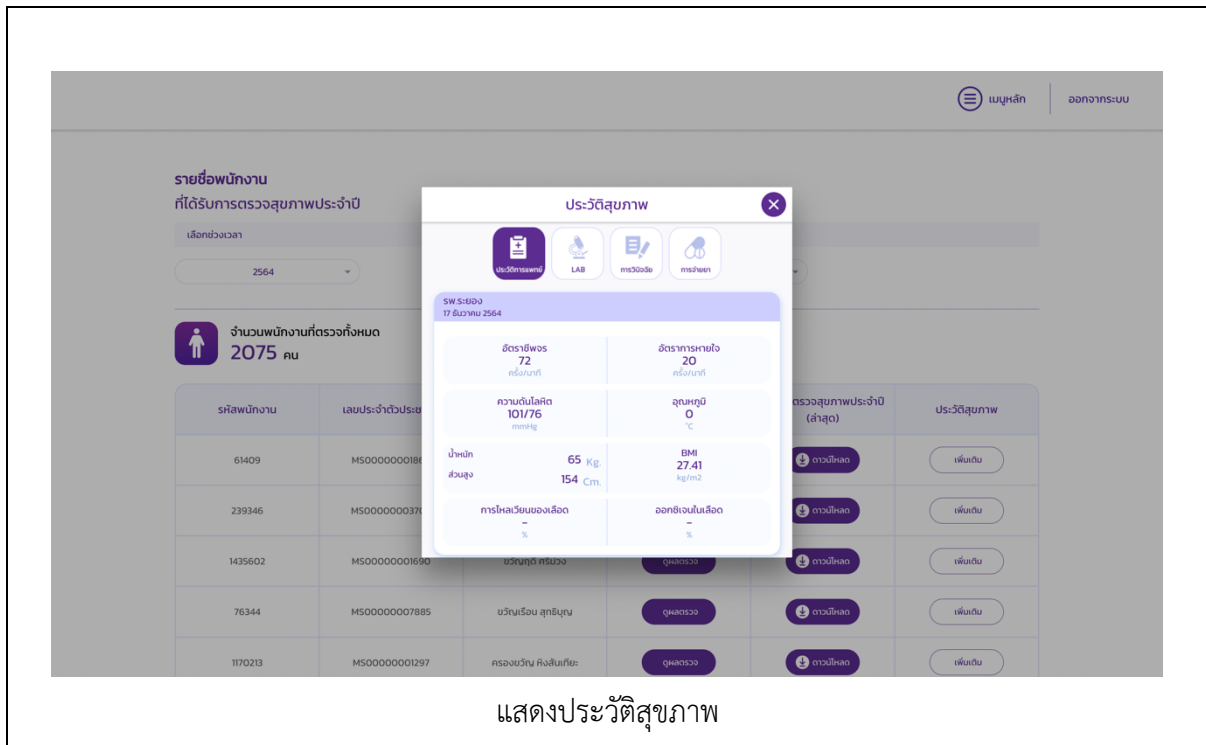 เมนูหลัก
ออกจากระบบ
รายชื่อพนักงาน
ที่ได้รับการตรวจสุขภาพประจำปี
เลือกช่วงเวลา
2564
จำนวนพนักงานที่ตรวจทั้งหมด
2075 คน
ประวัติสุขภาพ
ประวัติการแพทย์ LAB การวินิจฉัย การจ่ายยา
รพ.ระยอง
17 ธันวาคม 2564
อัตราชีพจร อัตราการหายใจ
72 20
ครั้ง/นาที ครั้ง/นาที
ความดันโลหิต อุณหภูมิ
101/76 0
mmHg °C
น้ำหนัก 65 Kg.
ส่วนสูง 154 Cm.
BMI
27.41
kg/m2
การไหลเวียนของเลือด ออกซิเจนในเลือด
– –
% %
รหัสพนักงาน เลขประจำตัวประช ตรวจสุขภาพประจำปี ประวัติสุขภาพ
(ล่าสุด)
61409 MS0000000186 ดาวน์โหลด เพิ่มเติม
239346 MS0000000370 ดาวน์โหลด เพิ่มเติม
1435602 MS00000001690 ดูผลตรวจ ดาวน์โหลด เพิ่มเติม
76344 MS00000007885 ขวัญเรือน สุทธิบุญ ดูผลตรวจ ดาวน์โหลด เพิ่มเติม
1170213 MS00000001297 ครองขวัญ หิงสันเทียะ ดูผลตรวจ ดาวน์โหลด เพิ่มเติม
แสดงประวัติสุขภาพ